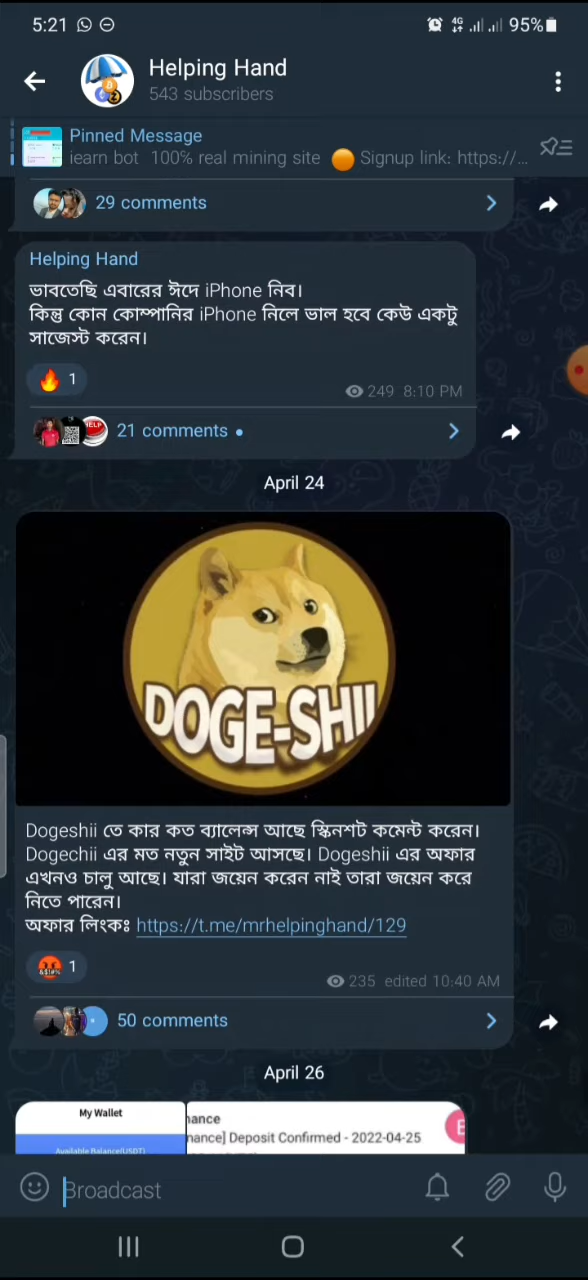 5:21
4G 95%
Helping Hand
543 subscribers
Pinned Message
iearn bot 100% real mining site 🟠 Signup link: https://...
29 comments
Helping Hand
ভাবতেছি এবারের ঈদে iPhone নিব।
কিন্তু কোন কোম্পানির iPhone নিলে ভাল হবে কেউ একটু
সাজেস্ট করেন।
🔥 1
249 8:10 PM
HELP
21 comments
April 24
DOGE-SHII
Dogeshii তে কার কত ব্যালেন্স আছে স্কিনশট কমেন্ট করেন।
Dogechii এর মত নতুন সাইট আসছে। Dogeshii এর অফার
এখনও চালু আছে। যারা জয়েন করেন নাই তারা জয়েন করে
নিতে পারেন।
অফার লিংকঃ https://t.me/mrhelpinghand/129
🤬 1
235 edited 10:40 AM
50 comments
April 26
My Wallet
nance
nance] Deposit Confirmed - 2022-04-25
Available Balance(USDT)
Broadcast